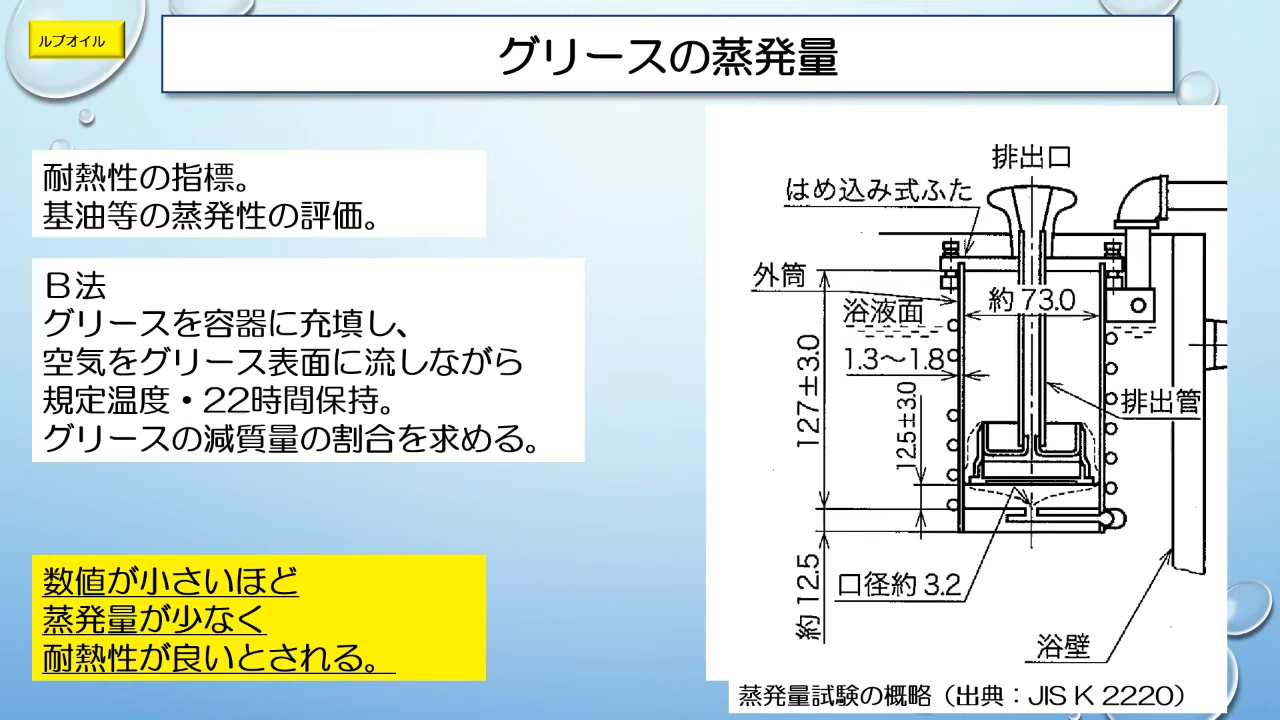 ルブオイル
グリースの蒸発量
耐熱性の指標。
基油等の蒸発性の評価。
B法
グリースを容器に充填し、
空気をグリース表面に流しながら
規定温度・22時間保持。
グリースの減質量の割合を求める。
数値が小さいほど
蒸発量が少なく
耐熱性が良いとされる。
排出口
はめ込み式ふた
外筒
約73.0
浴液面
1.3～1.8
127±3.0
12.5±3.0
排出管
口径約3.2
約12.5
浴壁
蒸発量試験の概略（出典：JIS K 2220）